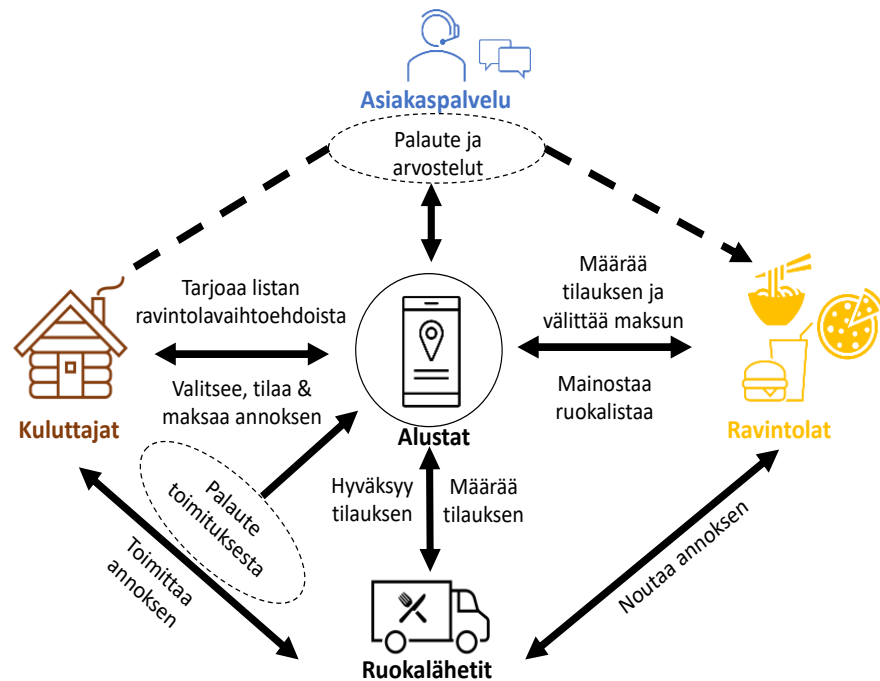 Asiakaspalvelu
Palaute ja
arvostelut
Tarjoaa listan
ravintolavaihtoehdoista
Valitsee, tilaa &
maksaa annoksen
Määrää
tilauksen ja
välittää maksun
Mainostaa
ruokalistaa
Kuluttajat
Alustat
Ravintolat
Palaute
toimituksesta
Hyväksyy
tilauksen
Määrää
tilauksen
Toimittaa
annoksen
Noutaa annoksen
Ruokalähetit